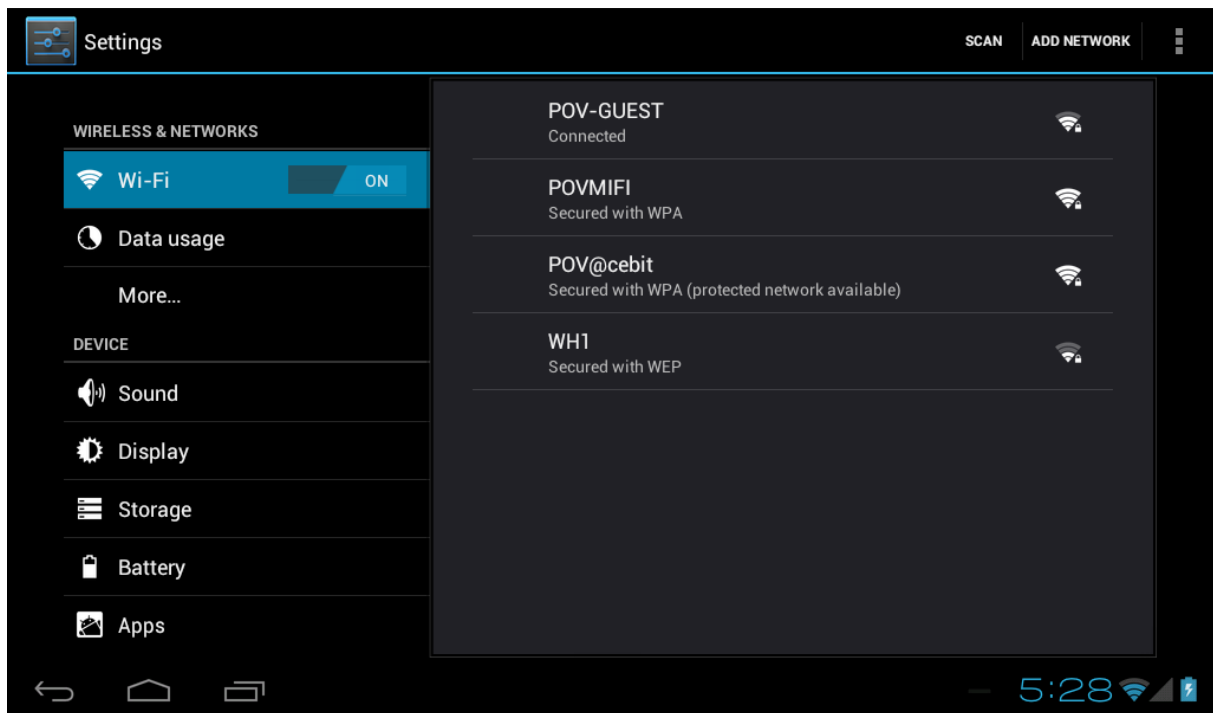 Settings
SCAN
ADD NETWORK
WIRELESS & NETWORKS
Wi-Fi
ON
Data usage
More...
DEVICE
Sound
Display
Storage
Battery
Apps
POV-GUEST
Connected
POVMIFI
Secured with WPA
POV@cebit
Secured with WPA (protected network available)
WH1
Secured with WEP
5:28